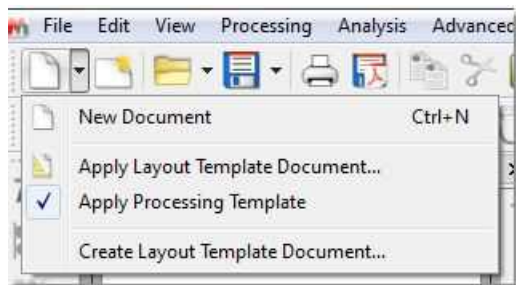 File Edit View Processing Analysis Advanced
New Document Ctrl+N
Apply Layout Template Document...
Apply Processing Template
Create Layout Template Document...